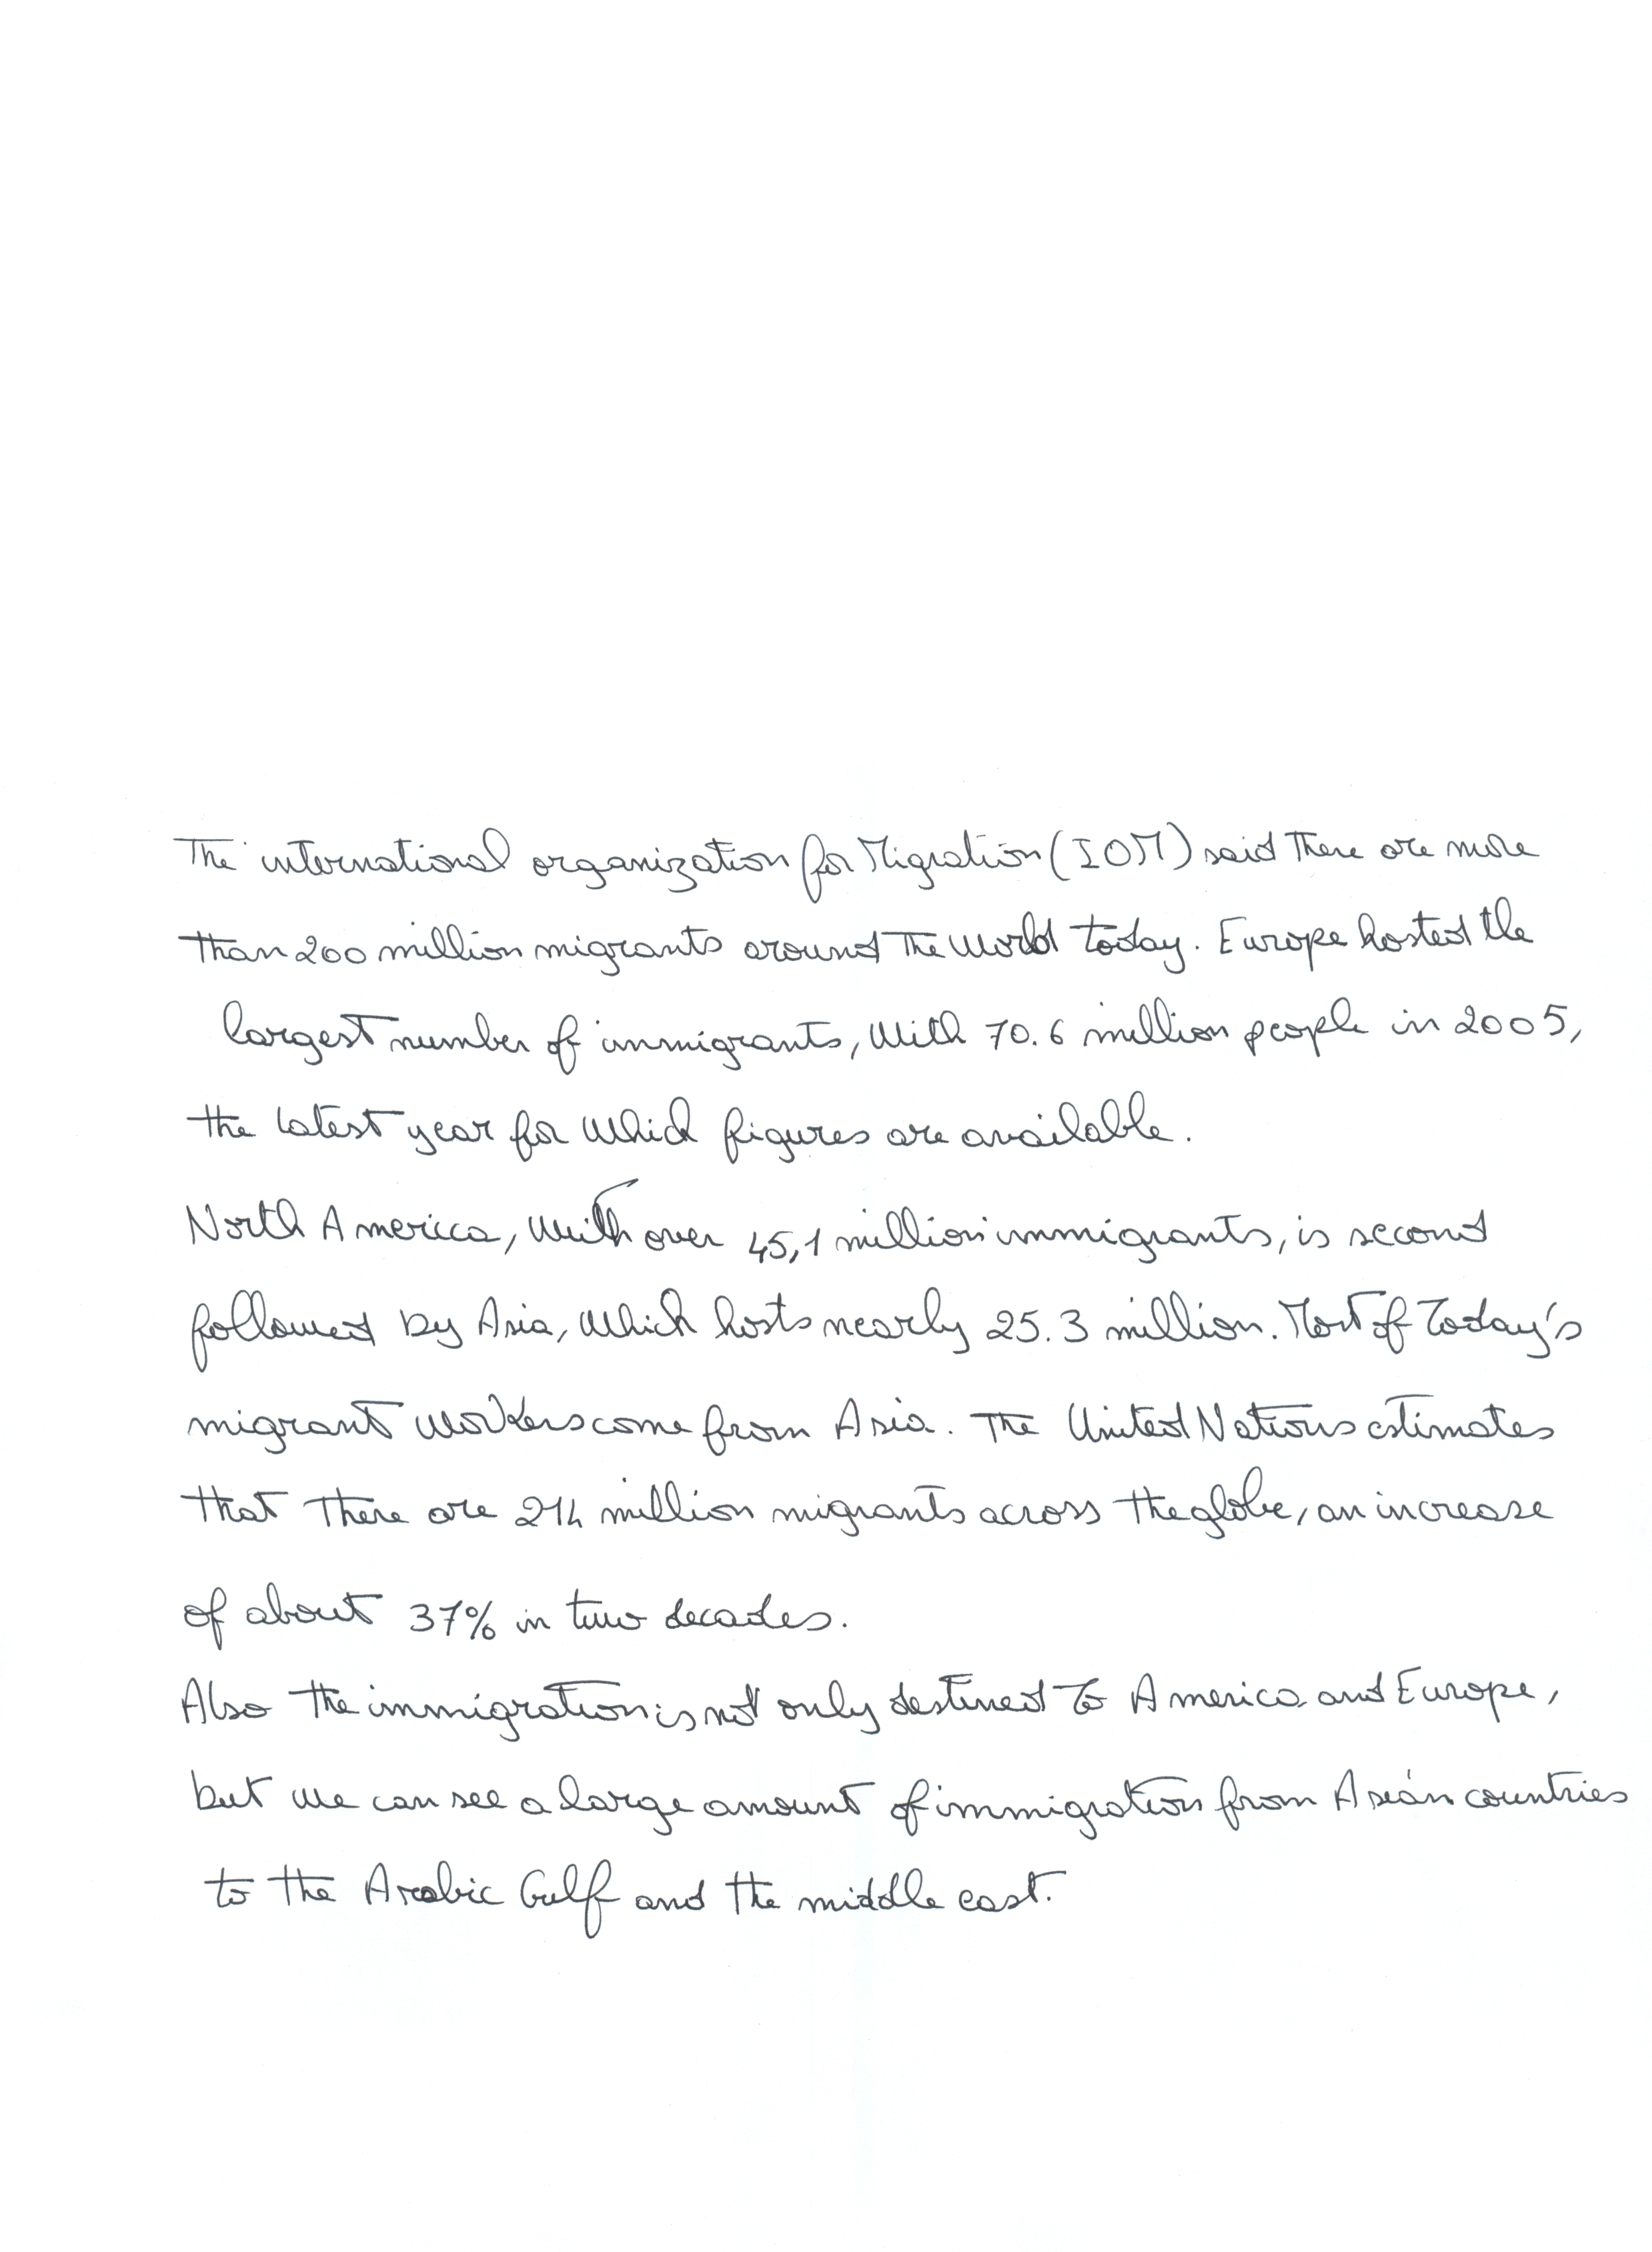 The international organization for Migration (IOM) said there are more
than 200 million migrants around the world today. Europe hosted the
largest number of immigrants, with 70.6 million people in 2005,
the latest year for which figures are available.
North America, with over 45,1 million immigrants, is second
followed by Asia, which hosts nearly 25.3 million. Most of today's
migrant workers come from Asia. The United Nations estimates
that there are 214 million migrants across the globe, an increase
of about 37% in two decades.
Also the immigration is not only destined to America and Europe,
but we can see a large amount of immigration from Asian countries
to the Arabic Gulf and the middle east.